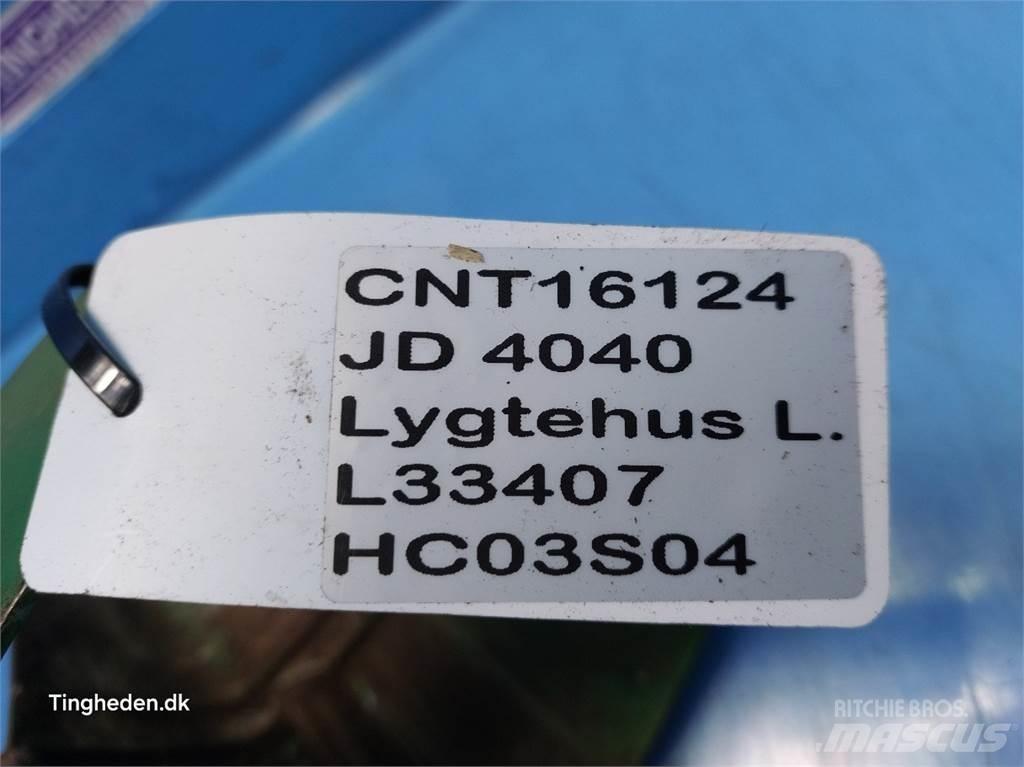 CNT16124
JD 4040
Lygtehus L.
L33407
HC03S04
Tingheden.dk
RITCHIE BROS.
MASCUS